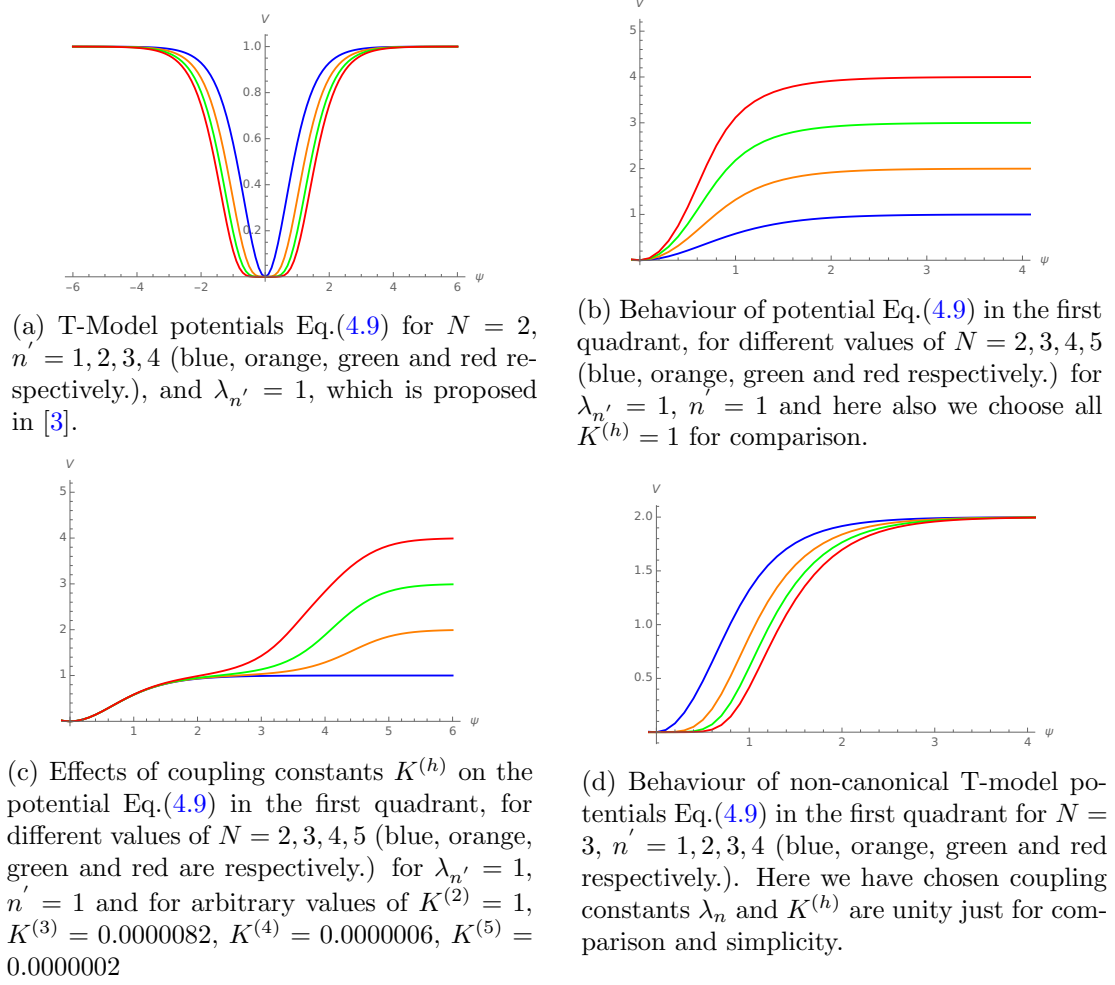 V
1.0
0.8
0.6
0.4
0.2
−6
−4
−2
2
4
6
ψ
(a) T-Model potentials Eq.(4.9) for N = 2,
n′ = 1, 2, 3, 4 (blue, orange, green and red re-
spectively.), and λn′ = 1, which is proposed
in [3].
V
5
4
3
2
1
1
2
3
4
ψ
(b) Behaviour of potential Eq.(4.9) in the first
quadrant, for different values of N = 2, 3, 4, 5
(blue, orange, green and red respectively.) for
λn′ = 1, n′ = 1 and here also we choose all
K(h) = 1 for comparison.
V
5
4
3
2
1
1
2
3
4
5
6
ψ
(c) Effects of coupling constants K(h) on the
potential Eq.(4.9) in the first quadrant, for
different values of N = 2, 3, 4, 5 (blue, orange,
green and red are respectively.) for λn′ = 1,
n′ = 1 and for arbitrary values of K(2) = 1,
K(3) = 0.0000082, K(4) = 0.0000006, K(5) =
0.0000002
V
2.0
1.5
1.0
0.5
1
2
3
4
ψ
(d) Behaviour of non-canonical T-model po-
tentials Eq.(4.9) in the first quadrant for N =
3, n′ = 1, 2, 3, 4 (blue, orange, green and red
respectively.). Here we have chosen coupling
constants λn and K(h) are unity just for com-
parison and simplicity.